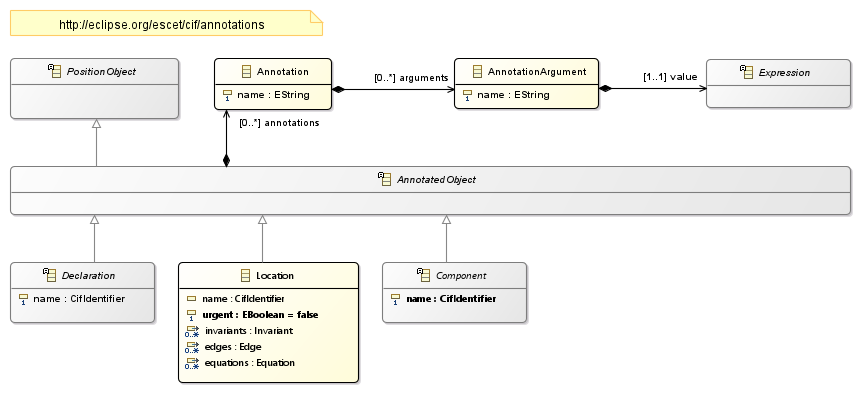 http://eclipse.org/escet/cif/annotations
PositionObject
Annotation
name : EString
[0..*] arguments
AnnotationArgument
name : EString
[1..1] value
Expression
[0..*] annotations
AnnotatedObject
Declaration
name : CifIdentifier
Location
name : CifIdentifier
urgent : EBoolean = false
invariants : Invariant
edges : Edge
equations : Equation
Component
name : CifIdentifier